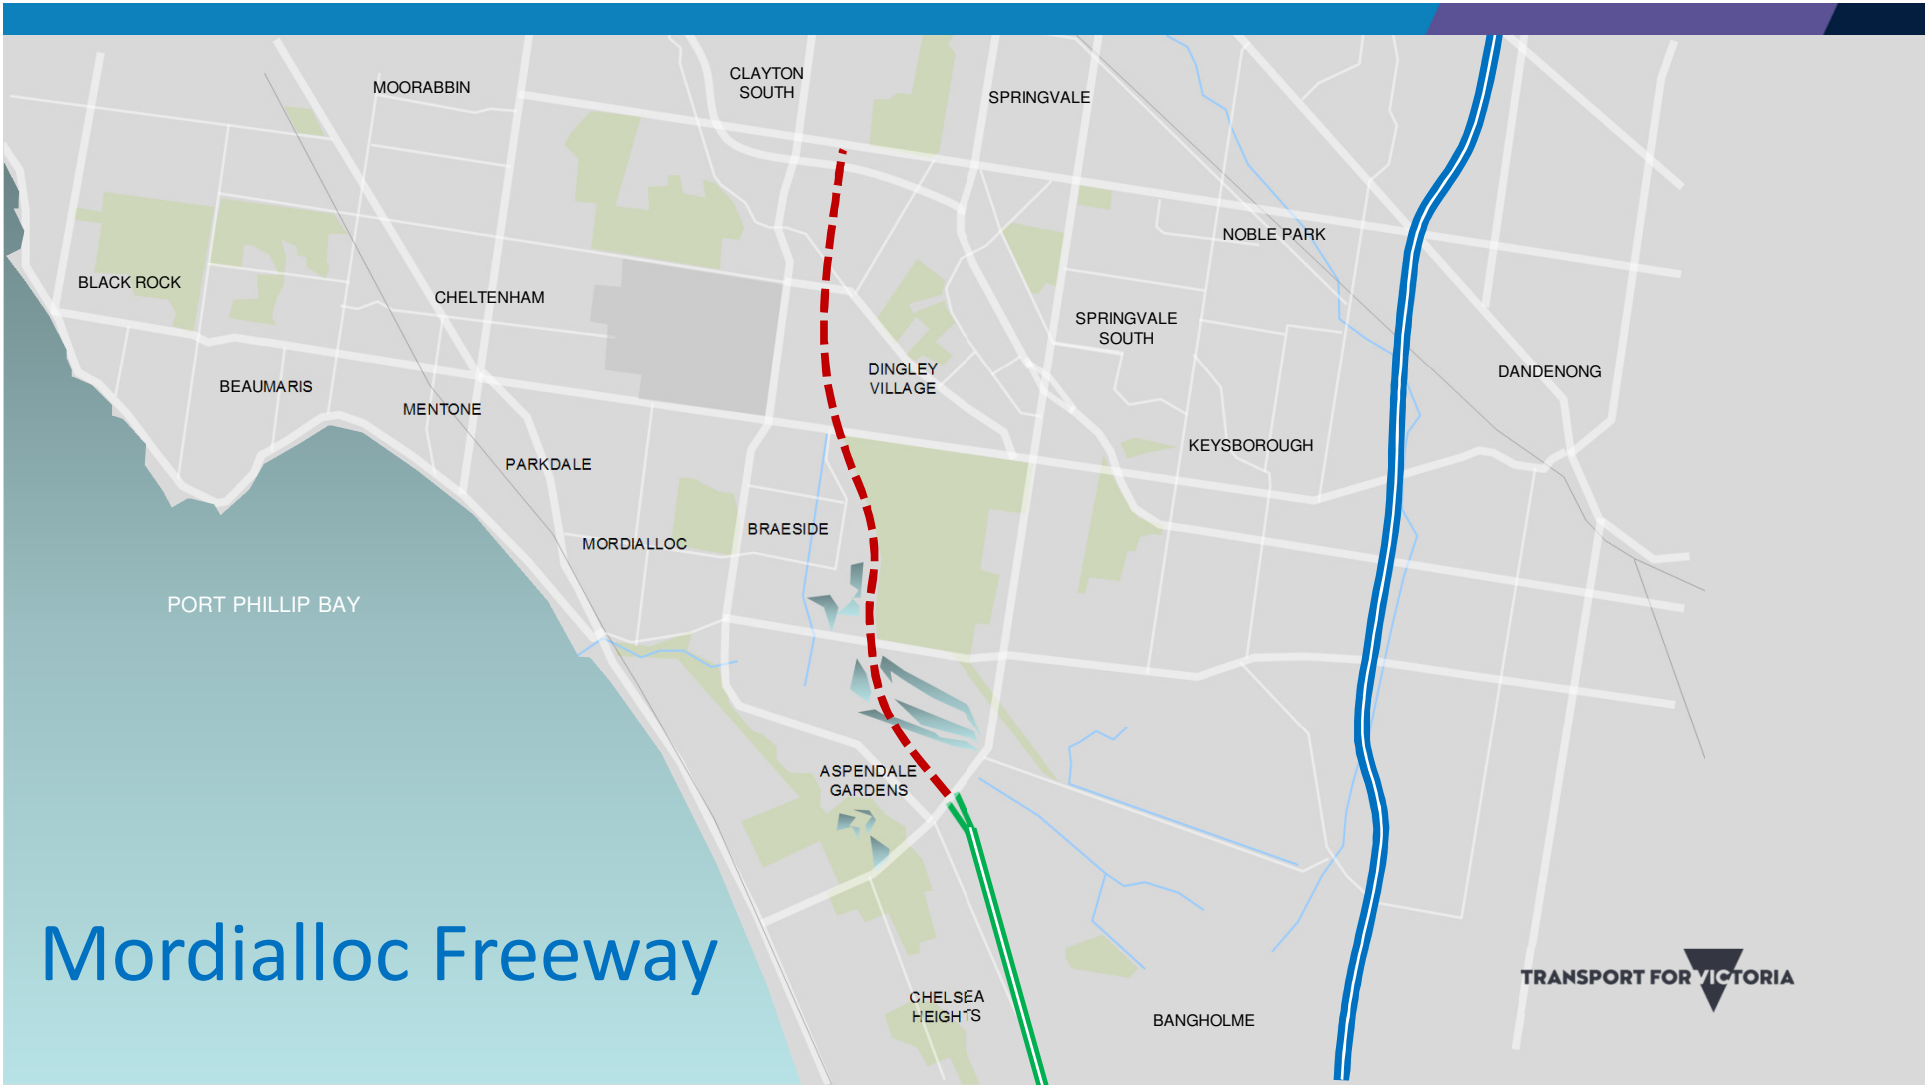 MOORABBIN
CLAYTON
SOUTH
SPRINGVALE
NOBLE PARK
BLACK ROCK
CHELTENHAM
SPRINGVALE
SOUTH
DINGLEY
VILLAGE
DANDENONG
BEAUMARIS
MENTONE
KEYSBOROUGH
PARKDALE
BRAESIDE
MORDIALLOC
PORT PHILLIP BAY
ASPENDALE
GARDENS
Mordialloc Freeway
TRANSPORT FOR VICTORIA
CHELSEA
HEIGHTS
BANGHOLME